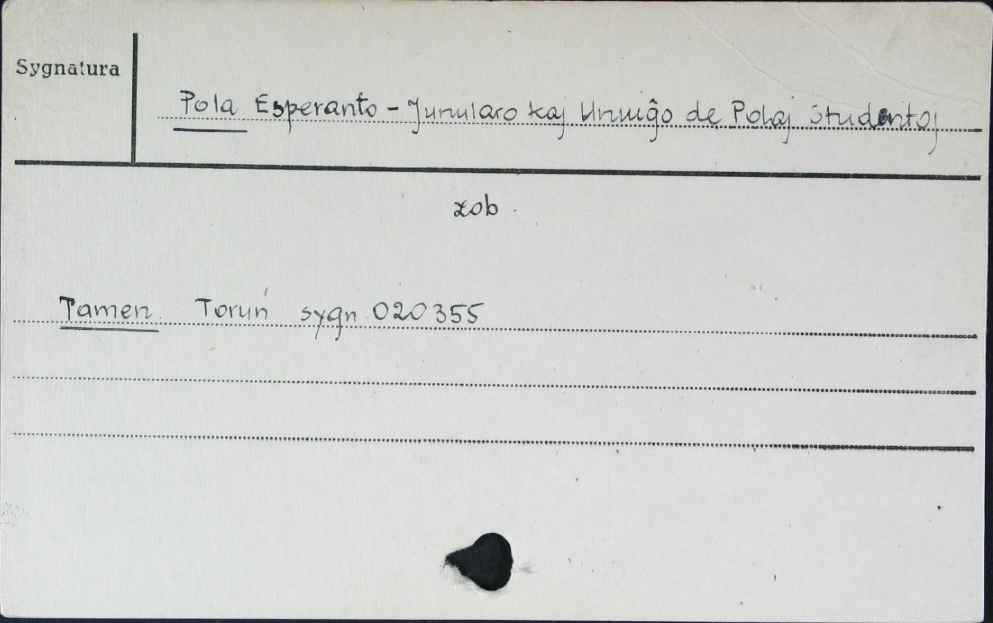 Sygnatura
Pola Esperanto - Junularo kaj Unuiĝo de Polaj Studentoj
zob.
Tamen. Toruń sygn. 020355